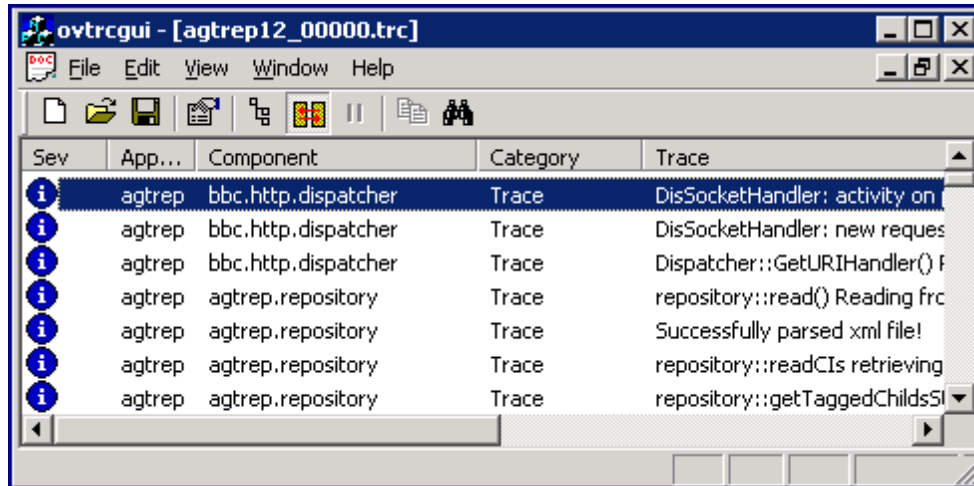 ovtrcgui - [agtrep12_00000.trc]
DOC File Edit View Window Help
Sev App... Component Category Trace
agtrep bbc.http.dispatcher Trace DisSocketHandler: activity on
agtrep bbc.http.dispatcher Trace DisSocketHandler: new reques
agtrep bbc.http.dispatcher Trace Dispatcher::GetURIHandler()
agtrep agtrep.repository Trace repository::read() Reading fro
agtrep agtrep.repository Trace Successfully parsed xml file!
agtrep agtrep.repository Trace repository::readCIs retrieving
agtrep agtrep.repository Trace repository::getTaggedChildsS